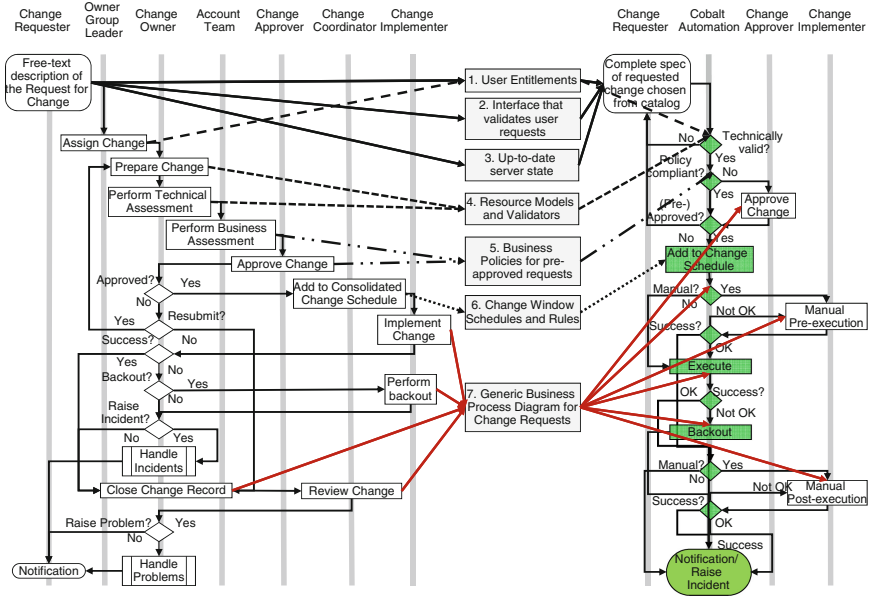 Change Requester
Owner Group Leader
Change Owner
Account Team
Change Approver
Change Coordinator
Change Implementer
Change Requester
Cobalt Automation
Change Approver
Change Implementer
Free-text
description of
the Request for
Change
Assign Change
Prepare Change
Perform Technical
Assessment
Perform Business
Assessment
Approve Change
Approved?
Yes
No
Add to Consolidated
Change Schedule
Resubmit?
Yes
No
Implement
Change
Success?
Yes
No
Backout?
Yes
No
Perform
backout
Raise
Incident?
No
Yes
Handle
Incidents
Close Change Record
Review Change
Raise Problem?
Yes
No
Notification
Handle
Problems
1. User Entitlements
2. Interface that
validates user
requests
3. Up-to-date
server state
4. Resource Models
and Validators
5. Business
Policies for pre-
approved requests
6. Change Window
Schedules and Rules
7. Generic Business
Process Diagram for
Change Requests
Complete spec
of requested
change chosen
from catalog
No
Technically
valid?
Yes
Policy
compliant?
No
Yes
(Pre-)
Approved?
Approve
Change
No
Yes
Add to Change
Schedule
Manual?
Yes
No
Not OK
Manual
Pre-execution
Success?
OK
Execute
OK
Success?
Not OK
Backout
Manual?
Yes
No
Not OK
Manual
Post-execution
Success?
OK
Success
Notification/
Raise
Incident